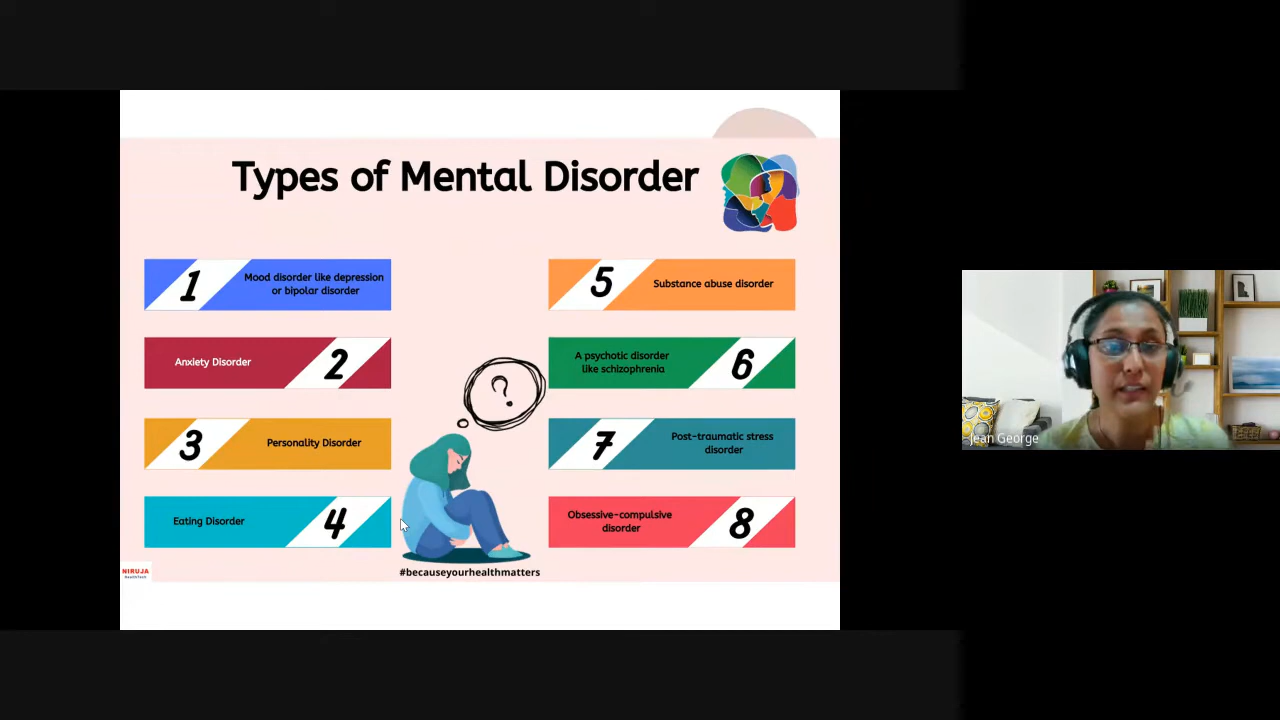 Types of Mental Disorder
1
Mood disorder like depression
or bipolar disorder
Anxiety Disorder
2
3
Personality Disorder
Eating Disorder
4
5
Substance abuse disorder
A psychotic disorder
like schizophrenia
6
7
Post-traumatic stress
disorder
Obsessive-compulsive
disorder
8
?
#becauseyourhealthmatters
NIRUJA
HealthTech
Jean George